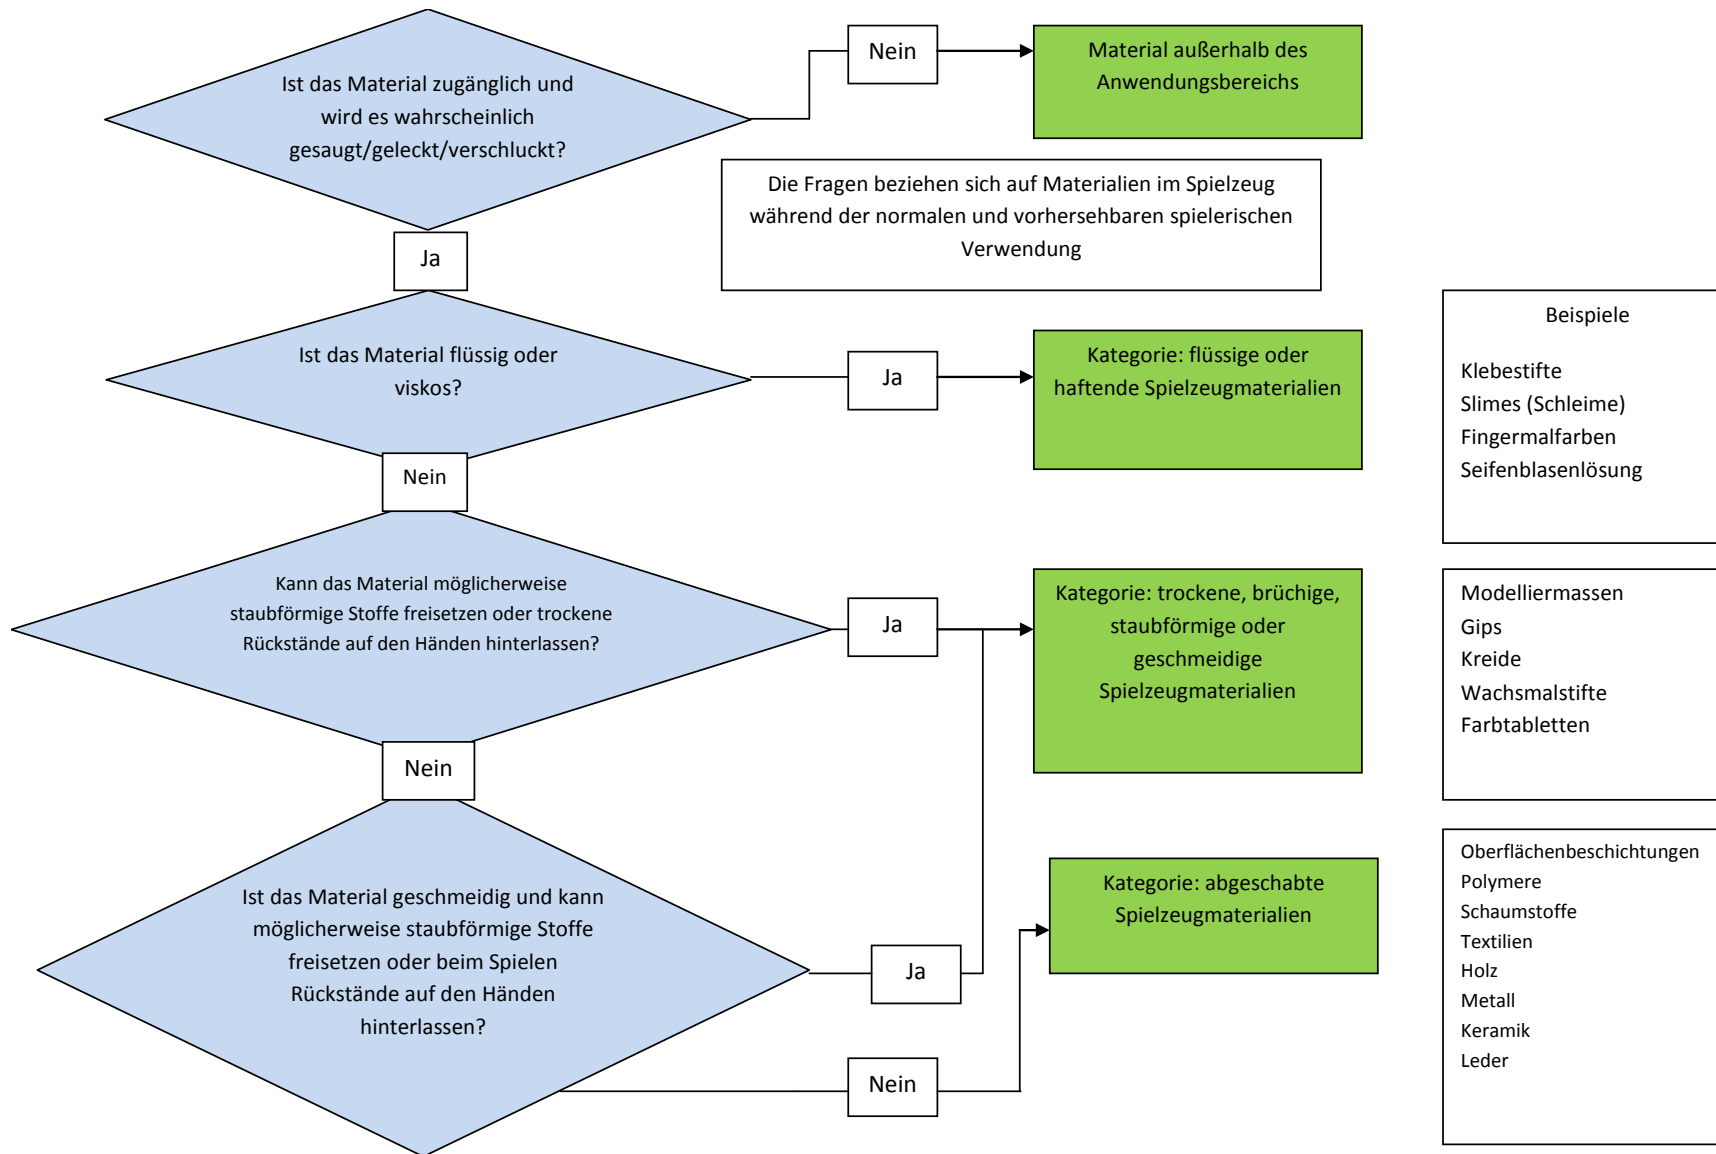 Ist das Material zugänglich und
wird es wahrscheinlich
gesaugt/geleckt/verschluckt?
Nein
Material außerhalb des
Anwendungsbereichs
Die Fragen beziehen sich auf Materialien im Spielzeug
während der normalen und vorhersehbaren spielerischen
Verwendung
Ja
Ist das Material flüssig oder
viskos?
Ja
Kategorie: flüssige oder
haftende Spielzeugmaterialien
Beispiele
Klebestifte
Slimes (Schleime)
Fingermalfarben
Seifenblasenlösung
Nein
Kann das Material möglicherweise
staubförmige Stoffe freisetzen oder trockene
Rückstände auf den Händen hinterlassen?
Ja
Kategorie: trockene, brüchige,
staubförmige oder
geschmeidige
Spielzeugmaterialien
Modelliermassen
Gips
Kreide
Wachsmalstifte
Farbtabletten
Nein
Ist das Material geschmeidig und kann
möglicherweise staubförmige Stoffe
freisetzen oder beim Spielen
Rückstände auf den Händen
hinterlassen?
Ja
Nein
Kategorie: abgeschabte
Spielzeugmaterialien
Oberflächenbeschichtungen
Polymere
Schaumstoffe
Textilien
Holz
Metall
Keramik
Leder